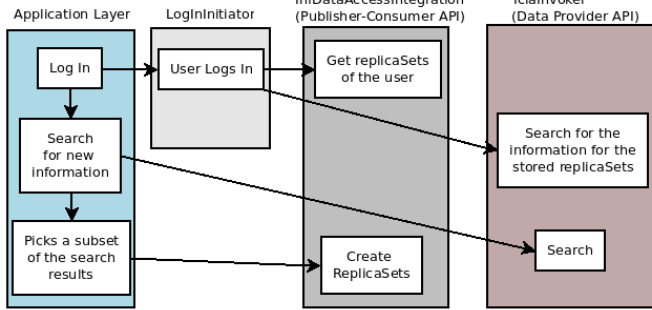 Application Layer
LogInInitiator
(Publisher-Consumer API)
(Data Provider API)
Log In
User Logs In
Get replicaSets
of the user
Search
for new
information
Search for the
information for the
stored replicaSets
Picks a subset
of the search
results
Create
ReplicaSets
Search